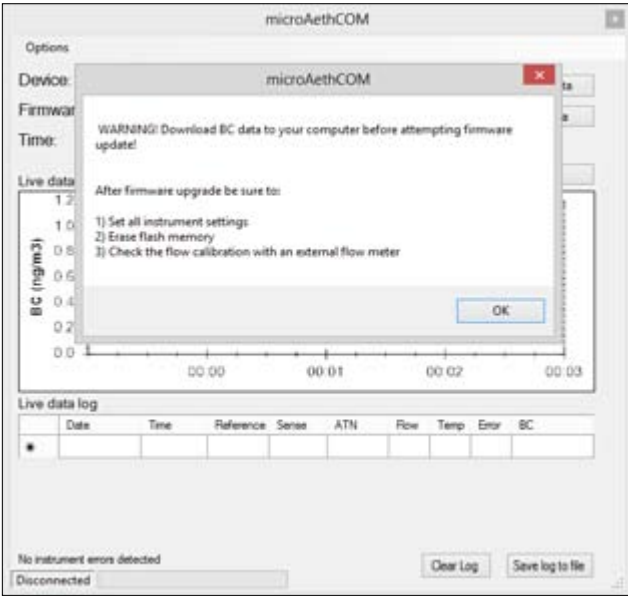 microAethCOM
Options
Device:
microAethCOM
Firmwar
Time:
WARNING! Download BC data to your computer before attempting firmware
update!
After firmware upgrade be sure to:
1) Set all instrument settings
2) Erase flash memory
3) Check the flow calibration with an external flow meter
OK
Live data
BC (ng/m3)
1.2
1.0
0.8
0.6
0.4
0.2
0.0
00:00 00:01 00:02 00:03
Live data log
Date Time Reference Sense ATN Flow Temp Error BC
No instrument errors detected
Clear Log Save log to file
Disconnected